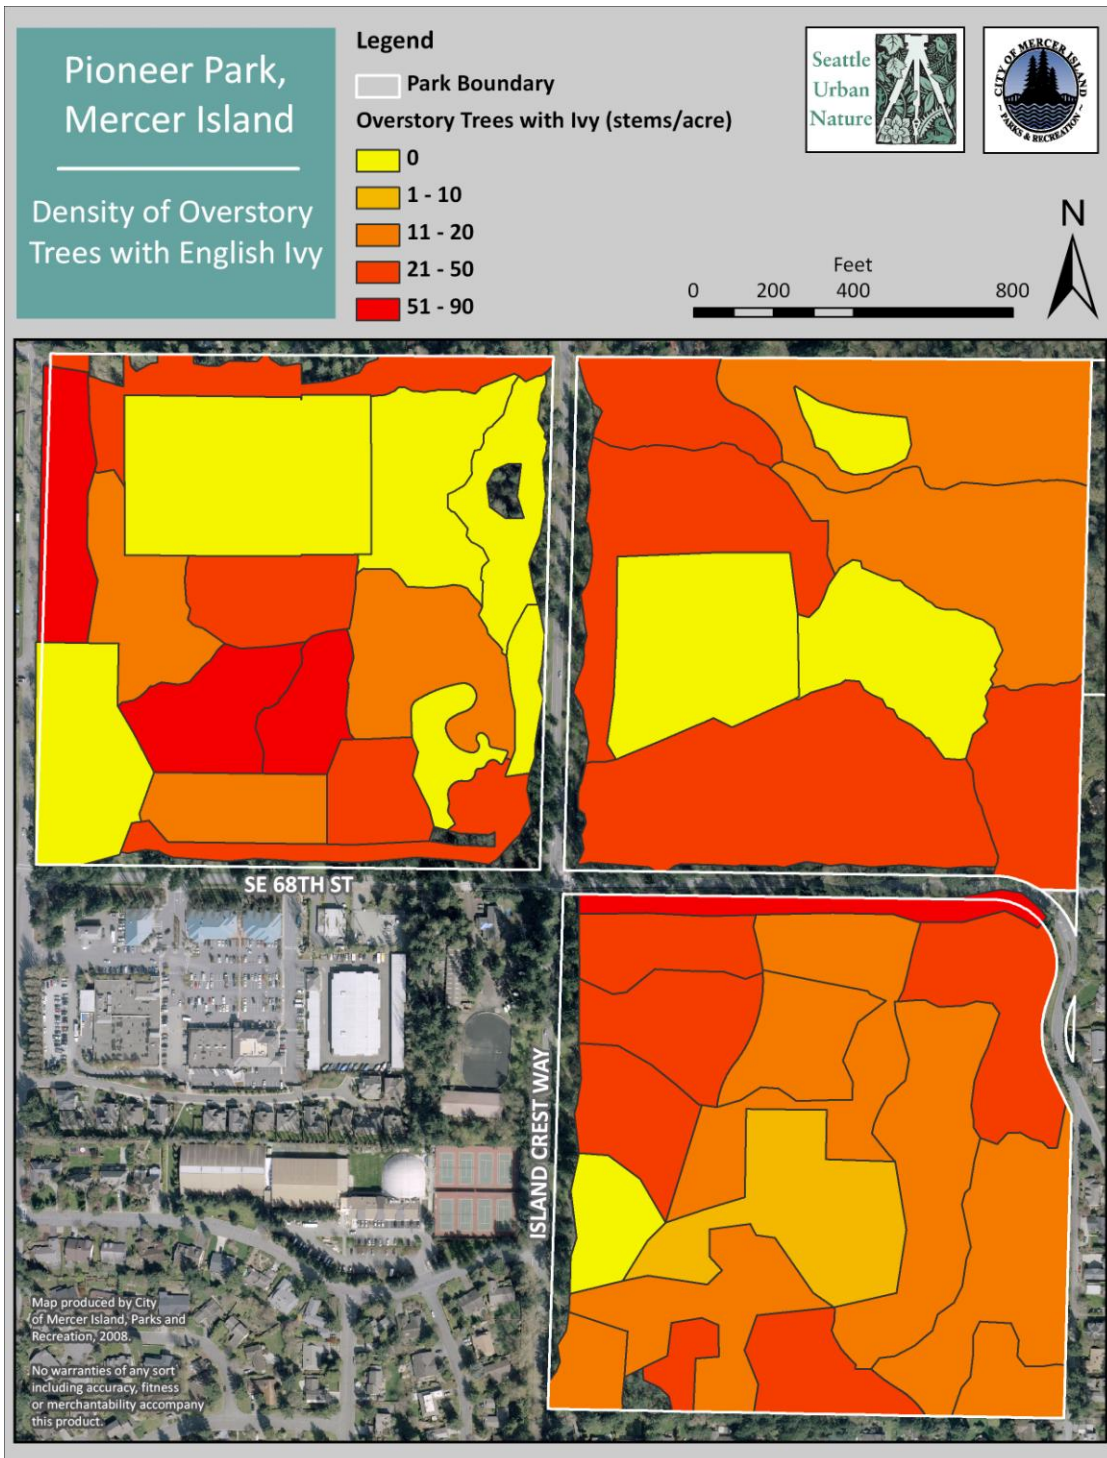 Pioneer Park,
Mercer Island
Density of Overstory
Trees with English Ivy
Legend
Park Boundary
Overstory Trees with Ivy (stems/acre)
0
1 - 10
11 - 20
21 - 50
51 - 90
Seattle
Urban
Nature
CITY OF MERCER ISLAND
~ PARKS & RECREATION ~
N
Feet
0 200 400 800
SE 68TH ST
ISLAND CREST WAY
Map produced by City
of Mercer Island, Parks and
Recreation, 2008.
No warranties of any sort
including accuracy, fitness
or merchantability accompany
this product.